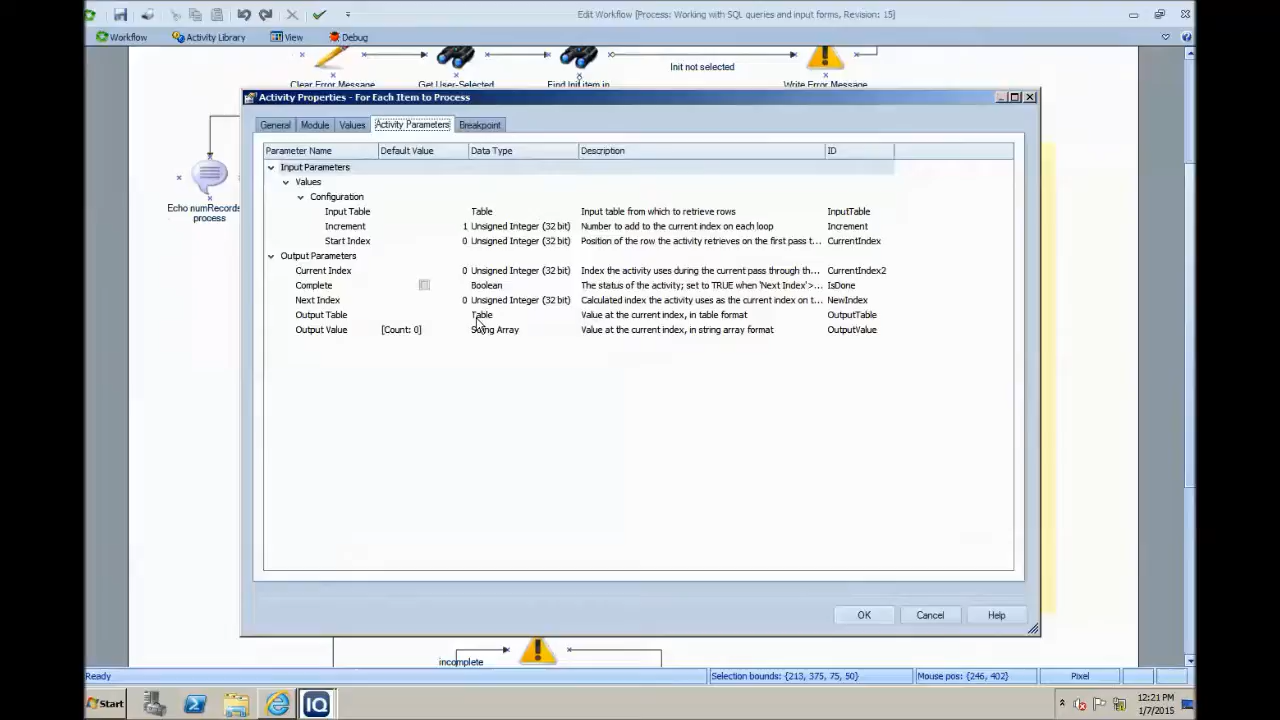 Edit Workflow [Process: Working with SQL queries and input forms, Revision: 15]
Workflow Activity Library View Debug
Clear Error Message Get User-Selected Find Init item in Init not selected Write Error Message
Activity Properties - For Each Item to Process
General Module Values Activity Parameters Breakpoint
Parameter Name Default Value Data Type Description ID
Input Parameters
Values
Configuration
Input Table Table Input table from which to retrieve rows InputTable
Increment 1 Unsigned Integer (32 bit) Number to add to the current index on each loop Increment
Start Index 0 Unsigned Integer (32 bit) Position of the row the activity retrieves on the first pass t... CurrentIndex
Output Parameters
Current Index 0 Unsigned Integer (32 bit) Index the activity uses during the current pass through th... CurrentIndex2
Complete Boolean The status of the activity; set to TRUE when 'Next Index'>... IsDone
Next Index 0 Unsigned Integer (32 bit) Calculated index the activity uses as the current index on t... NewIndex
Output Table Table Value at the current index, in table format OutputTable
Output Value [Count: 0] String Array Value at the current index, in string array format OutputValue
Echo numRecords
process
OK Cancel Help
incomplete
Ready Selection bounds: {213, 375, 75, 50} Mouse pos: {246, 402} Pixel
Start IQ 12:21 PM
1/7/2015